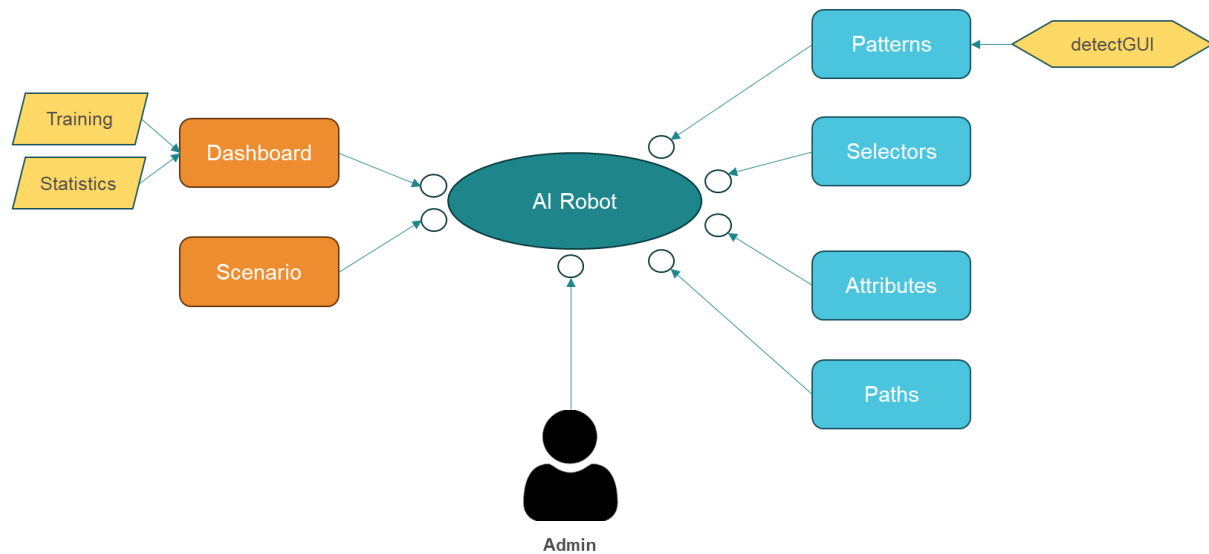 Patterns
detectGUI
Training
Dashboard
Selectors
Statistics
AI Robot
Scenario
Attributes
Paths
Admin